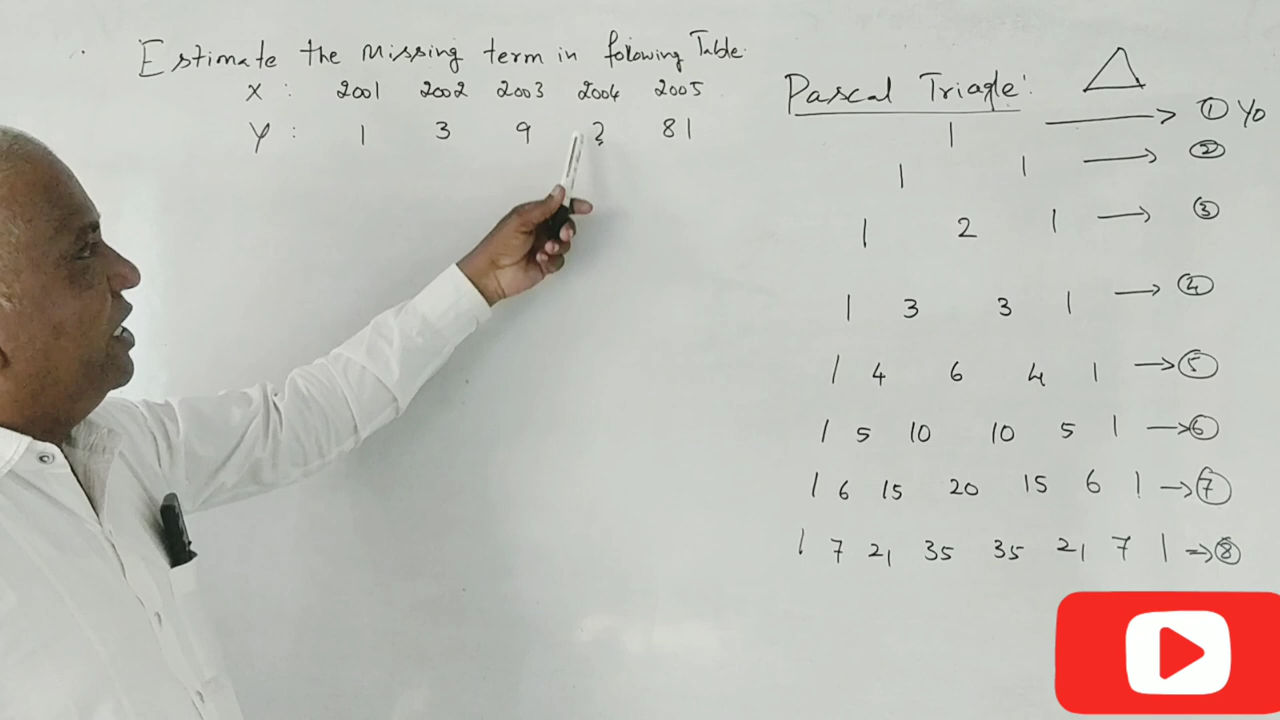 Estimate the Missing term in following Table.
X : 2001 2002 2003 2004 2005
Y : 1 3 9 ? 81
Pascal Triagle: △
1 → ① Y0
1 1 → ②
1 2 1 → ③
1 3 3 1 → ④
1 4 6 4 1 → ⑤
1 5 10 10 5 1 → ⑥
1 6 15 20 15 6 1 → ⑦
1 7 21 35 35 21 7 1 → ⑧